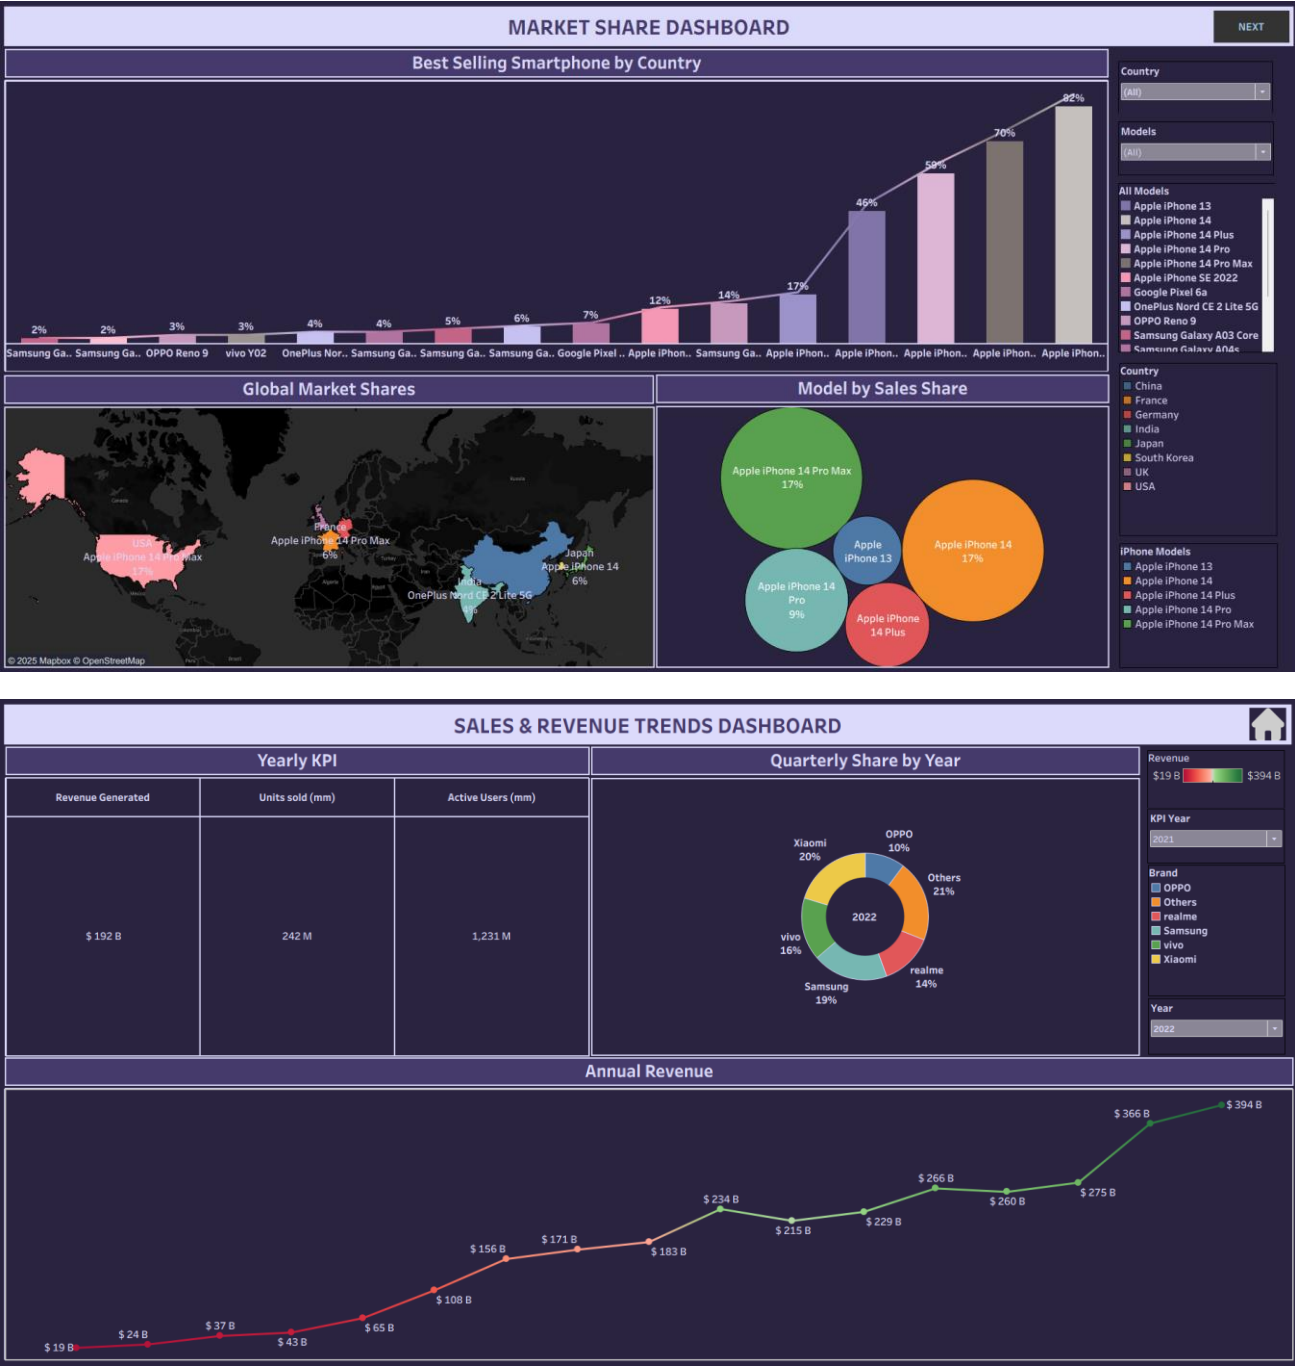 MARKET SHARE DASHBOARD
NEXT
Best Selling Smartphone by Country
2%
2%
3%
3%
4%
4%
5%
6%
7%
12%
14%
17%
46%
59%
70%
82%
Samsung Ga..
Samsung Ga..
OPPO Reno 9
vivo Y02
OnePlus Nor..
Samsung Ga..
Samsung Ga..
Samsung Ga..
Google Pixel ..
Apple iPhon..
Samsung Ga..
Apple iPhon..
Apple iPhon..
Apple iPhon..
Apple iPhon..
Apple iPhon..
Country
(All)
Models
(All)
All Models
Apple iPhone 13
Apple iPhone 14
Apple iPhone 14 Plus
Apple iPhone 14 Pro
Apple iPhone 14 Pro Max
Apple iPhone SE 2022
Google Pixel 6a
OnePlus Nord CE 2 Lite 5G
OPPO Reno 9
Samsung Galaxy A03 Core
Samsung Galaxy A04s
Global Market Shares
Canada
Russia
USA
Apple iPhone 14 Pro Max
17%
France
Apple iPhone 14 Pro Max
6%
Turkey
Iran
Algeria
Japan
Apple iPhone 14
6%
India
OnePlus Nord CE 2 Lite 5G
4%
Brazil
© 2025 Mapbox © OpenStreetMap
Model by Sales Share
Apple iPhone 14 Pro Max
17%
Apple
iPhone 13
Apple iPhone 14
17%
Apple iPhone 14
Pro
9%
Apple iPhone
14 Plus
Country
China
France
Germany
India
Japan
South Korea
UK
USA
iPhone Models
Apple iPhone 13
Apple iPhone 14
Apple iPhone 14 Plus
Apple iPhone 14 Pro
Apple iPhone 14 Pro Max
SALES & REVENUE TRENDS DASHBOARD
Yearly KPI
Revenue Generated
Units sold (mm)
Active Users (mm)
$ 192 B
242 M
1,231 M
Quarterly Share by Year
OPPO
10%
Xiaomi
20%
Others
21%
2022
vivo
16%
realme
14%
Samsung
19%
Revenue
$19 B
$394 B
KPI Year
2021
Brand
OPPO
Others
realme
Samsung
vivo
Xiaomi
Year
2022
Annual Revenue
$ 19 B
$ 24 B
$ 37 B
$ 43 B
$ 65 B
$ 108 B
$ 156 B
$ 171 B
$ 183 B
$ 234 B
$ 215 B
$ 229 B
$ 266 B
$ 260 B
$ 275 B
$ 366 B
$ 394 B